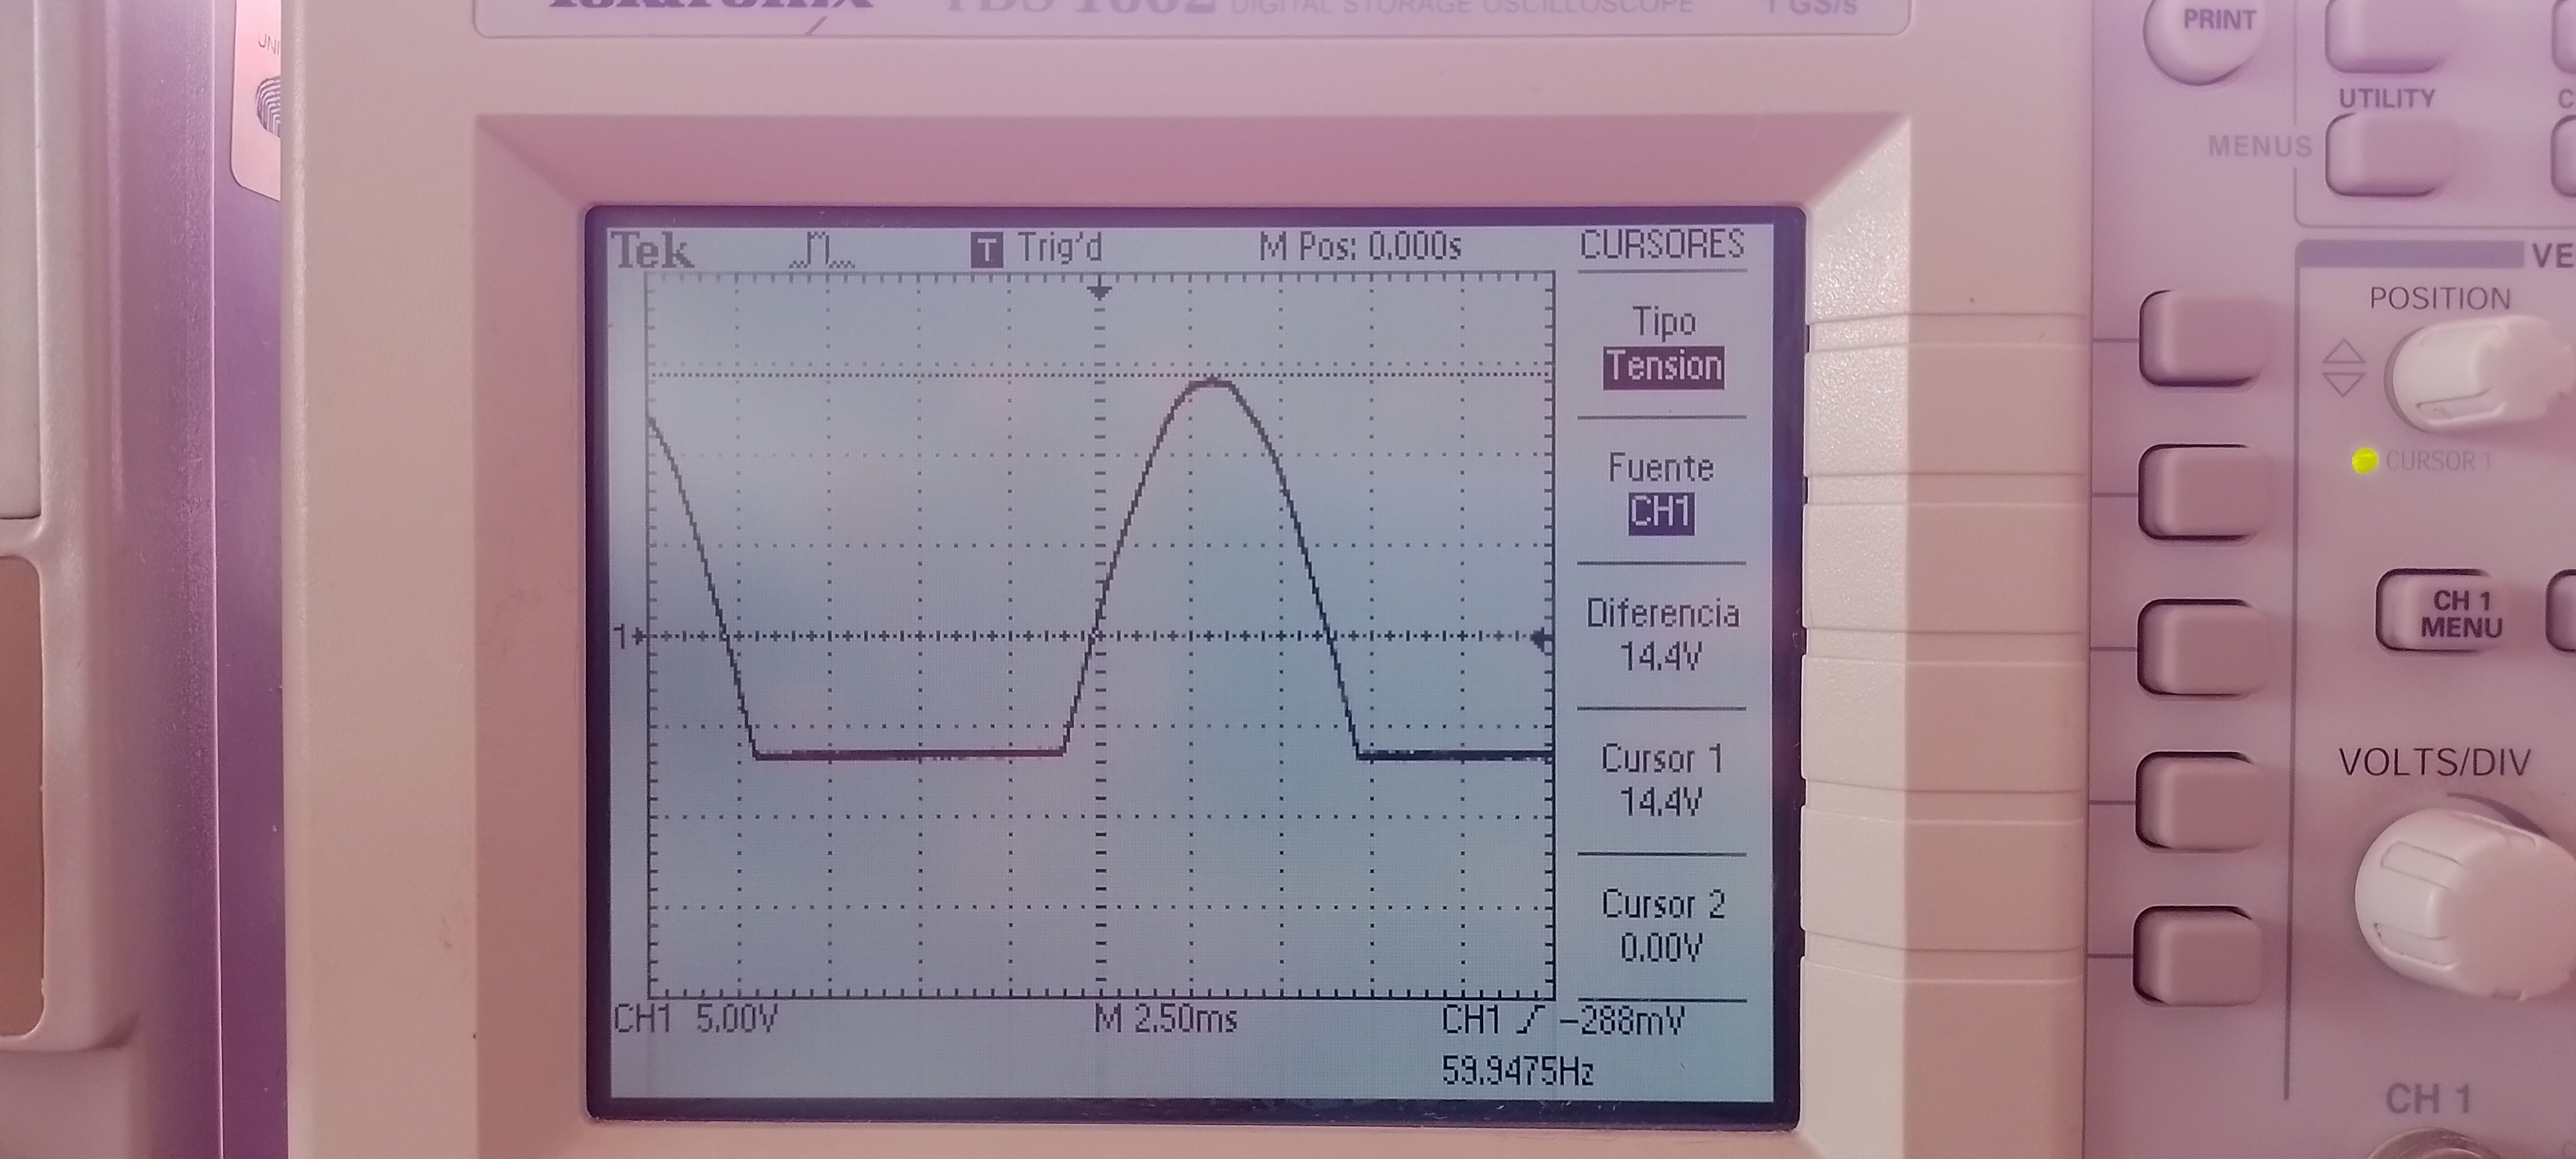 Tektronix TDS 1002 DIGITAL STORAGE OSCILLOSCOPE 1 GS/s
PRINT
UTILITY
MENUS
Tek T Trig'd M Pos: 0.000s CURSORES
Tipo
Tension
Fuente
CH1
Diferencia
14.4V
Cursor 1
14.4V
Cursor 2
0.00V
1
CH1 5.00V M 2.50ms CH1 -288mV
59.9475Hz
POSITION
CURSOR 1
CH 1
MENU
VOLTS/DIV
CH 1